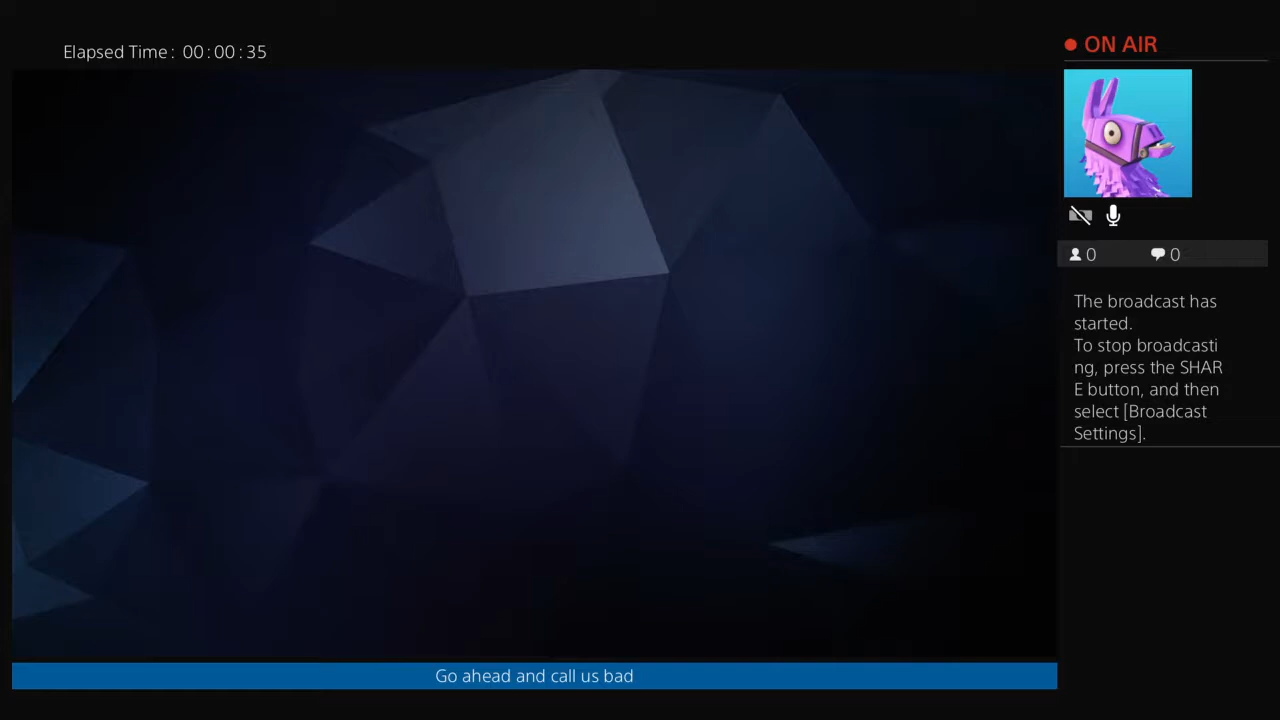 Elapsed Time: 00:00:35
ON AIR
0 0
The broadcast has
started.
To stop broadcasti
ng, press the SHAR
E button, and then
select [Broadcast
Settings].
Go ahead and call us bad